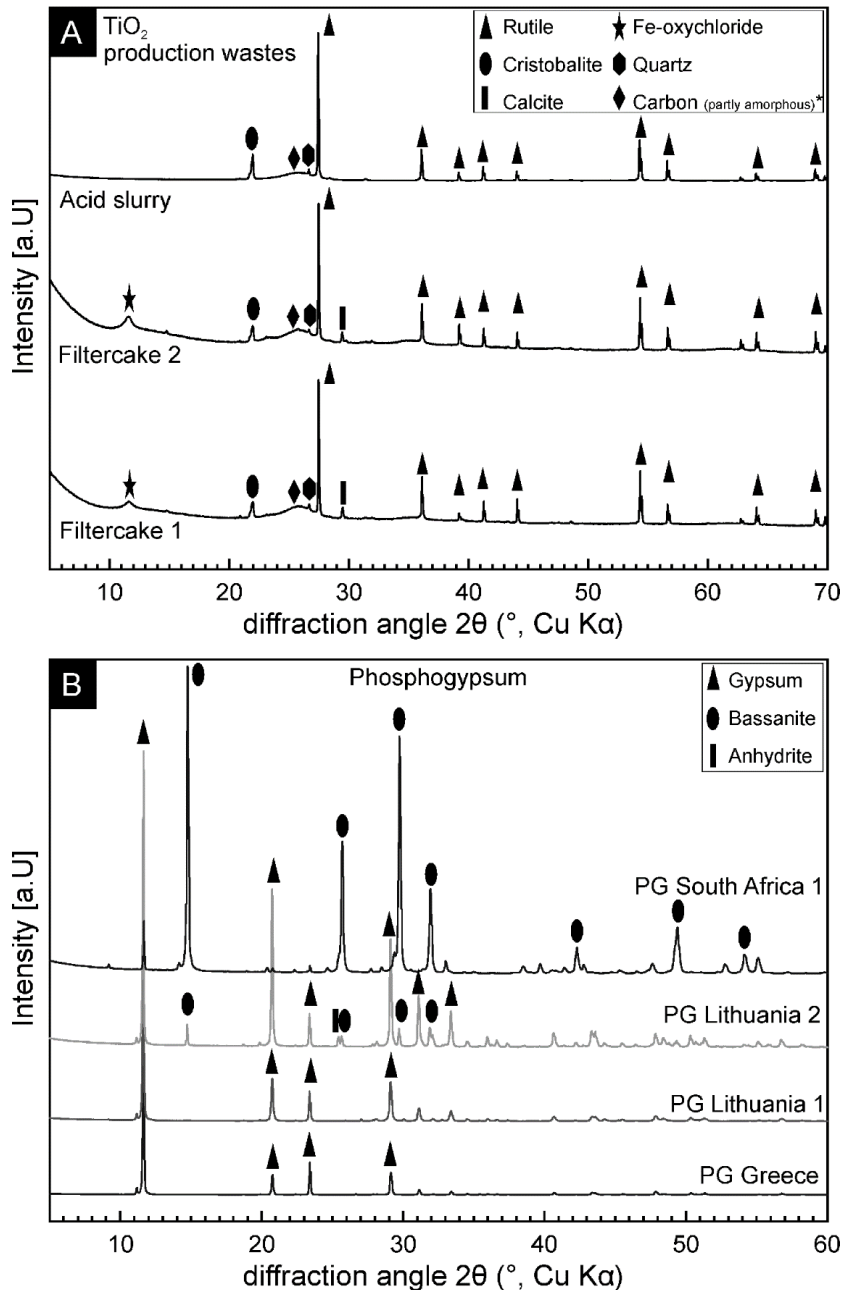 A
TiO₂
production wastes
Rutile
Fe-oxychloride
Cristobalite
Quartz
Calcite
Carbon (partly amorphous)*
Acid slurry
Filtercake 2
Filtercake 1
Intensity [a.U]
10 20 30 40 50 60 70
diffraction angle 2θ (°, Cu Kα)
B
Phosphogypsum
Gypsum
Bassanite
Anhydrite
PG South Africa 1
PG Lithuania 2
PG Lithuania 1
PG Greece
Intensity [a.U]
10 20 30 40 50 60
diffraction angle 2θ (°, Cu Kα)